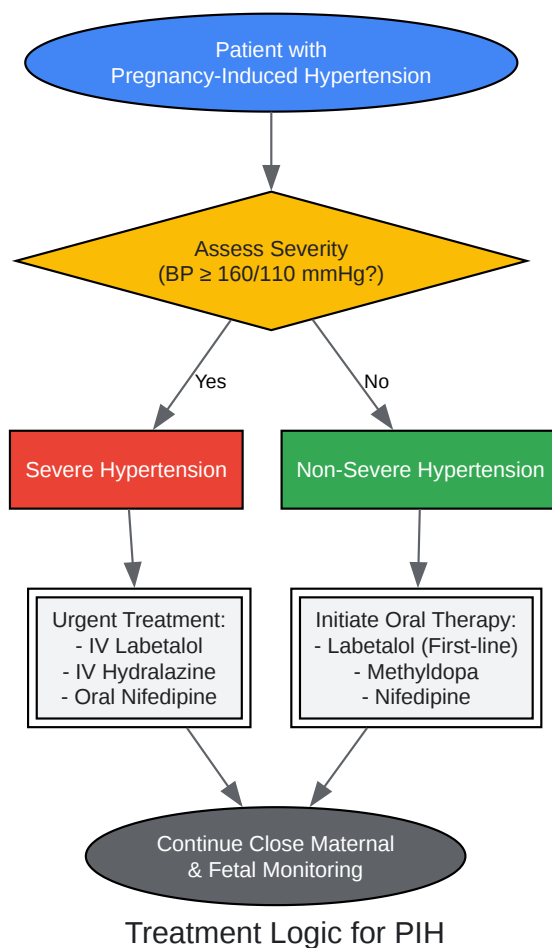 Patient with
Pregnancy-Induced Hypertension
Assess Severity
(BP ≥ 160/110 mmHg?)
Yes
No
Severe Hypertension
Non-Severe Hypertension
Urgent Treatment:
- IV Labetalol
- IV Hydralazine
- Oral Nifedipine
Initiate Oral Therapy:
- Labetalol (First-line)
- Methyldopa
- Nifedipine
Continue Close Maternal
& Fetal Monitoring
Treatment Logic for PIH